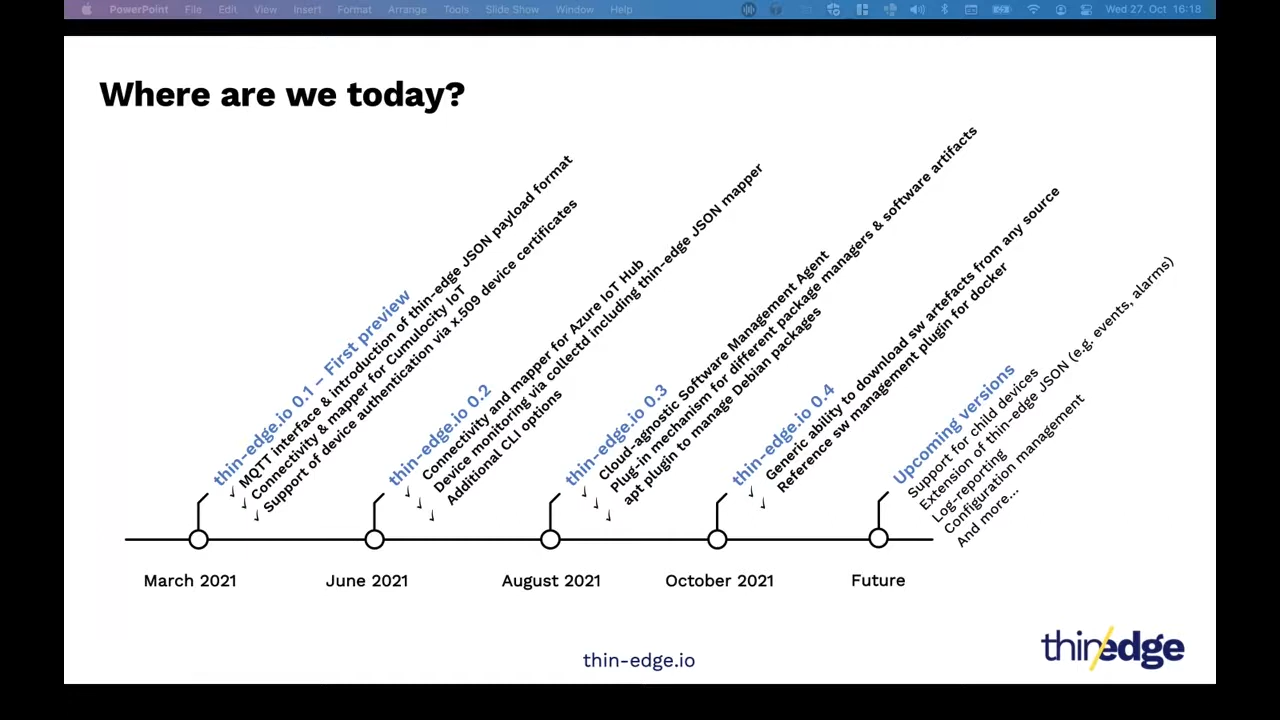 PowerPoint File Edit View Insert Format Arrange Tools Slide Show Window Help Wed 27. Oct 16:18
Where are we today?
thin-edge.io 0.1 – First preview
MQTT interface & Introduction of thin-edge JSON payload format
Connectivity & mapper for Cumulocity IoT
Support of device authentication via x.509 device certificates
March 2021
thin-edge.io 0.2
Connectivity and mapper for Azure IoT Hub
Device monitoring via collectd including thin-edge JSON mapper
Additional CLI options
June 2021
thin-edge.io 0.3
Cloud-agnostic Software Management Agent
Plug-in mechanism for different package managers & software artifacts
apt plugin to manage Debian packages
August 2021
thin-edge.io 0.4
Generic ability to download sw artefacts from any source
Reference sw management plugin for docker
October 2021
Upcoming versions
Support for child devices
Extension of thin-edge JSON (e.g. events, alarms)
Log-reporting
Configuration management
And more...
Future
thin-edge.io
thin/edge